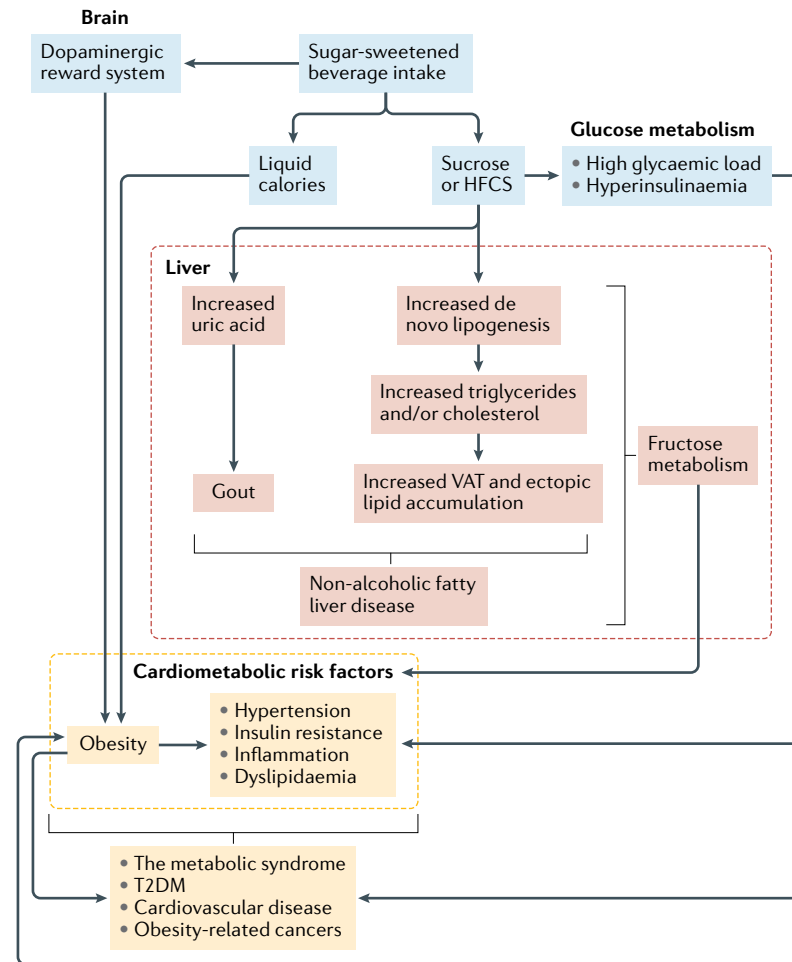 Brain
Dopaminergic
reward system
Sugar-sweetened
beverage intake
Liquid
calories
Sucrose
or HFCS
Glucose metabolism
• High glycaemic load
• Hyperinsulinaemia
Liver
Increased
uric acid
Increased de
novo lipogenesis
Increased triglycerides
and/or cholesterol
Fructose
metabolism
Gout
Increased VAT and ectopic
lipid accumulation
Non-alcoholic fatty
liver disease
Cardiometabolic risk factors
Obesity
• Hypertension
• Insulin resistance
• Inflammation
• Dyslipidaemia
• The metabolic syndrome
• T2DM
• Cardiovascular disease
• Obesity-related cancers